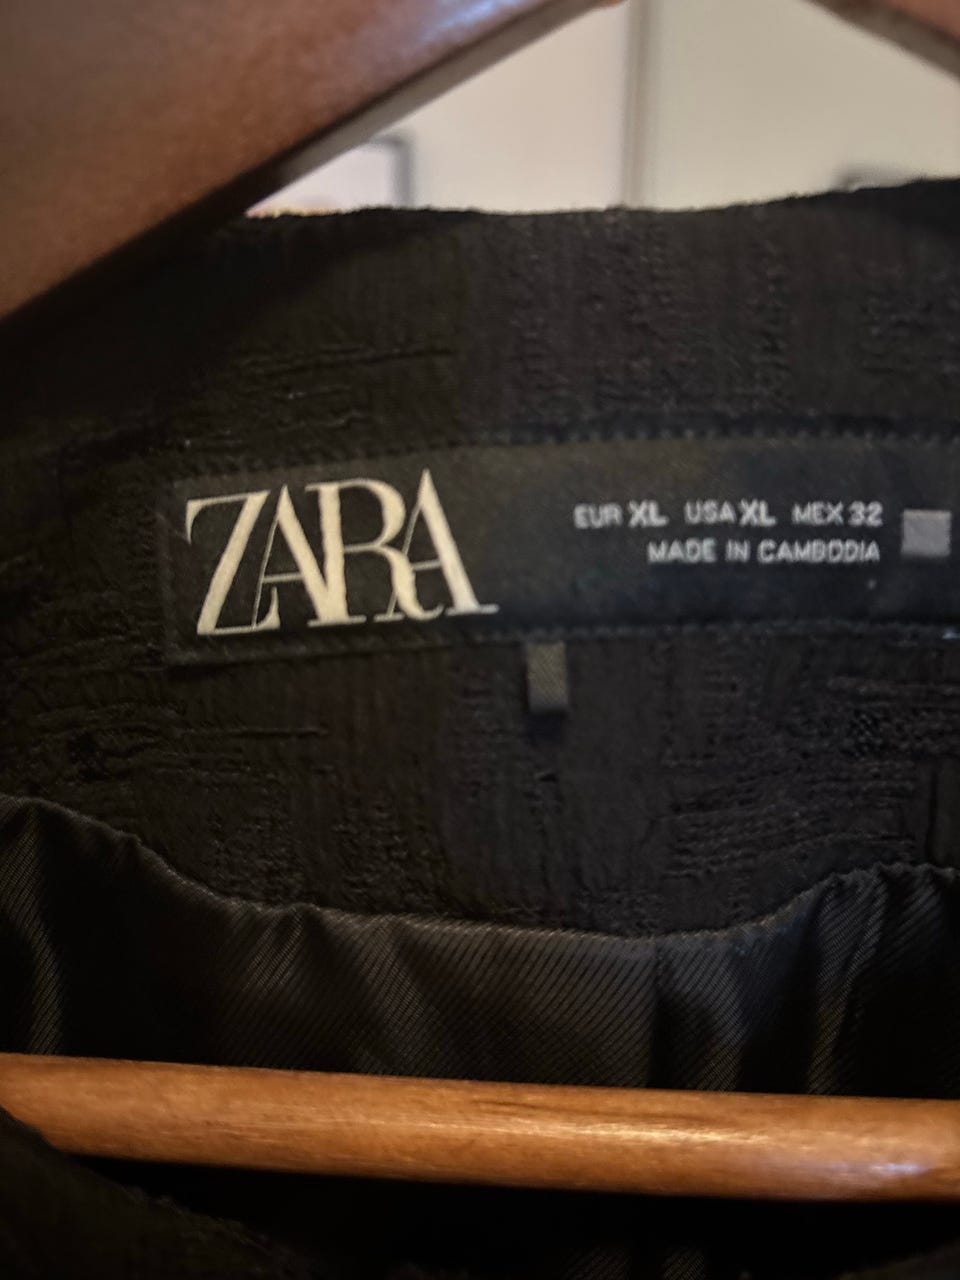 ZARA
EUR XL USA XL MEX 32
MADE IN CAMBODIA